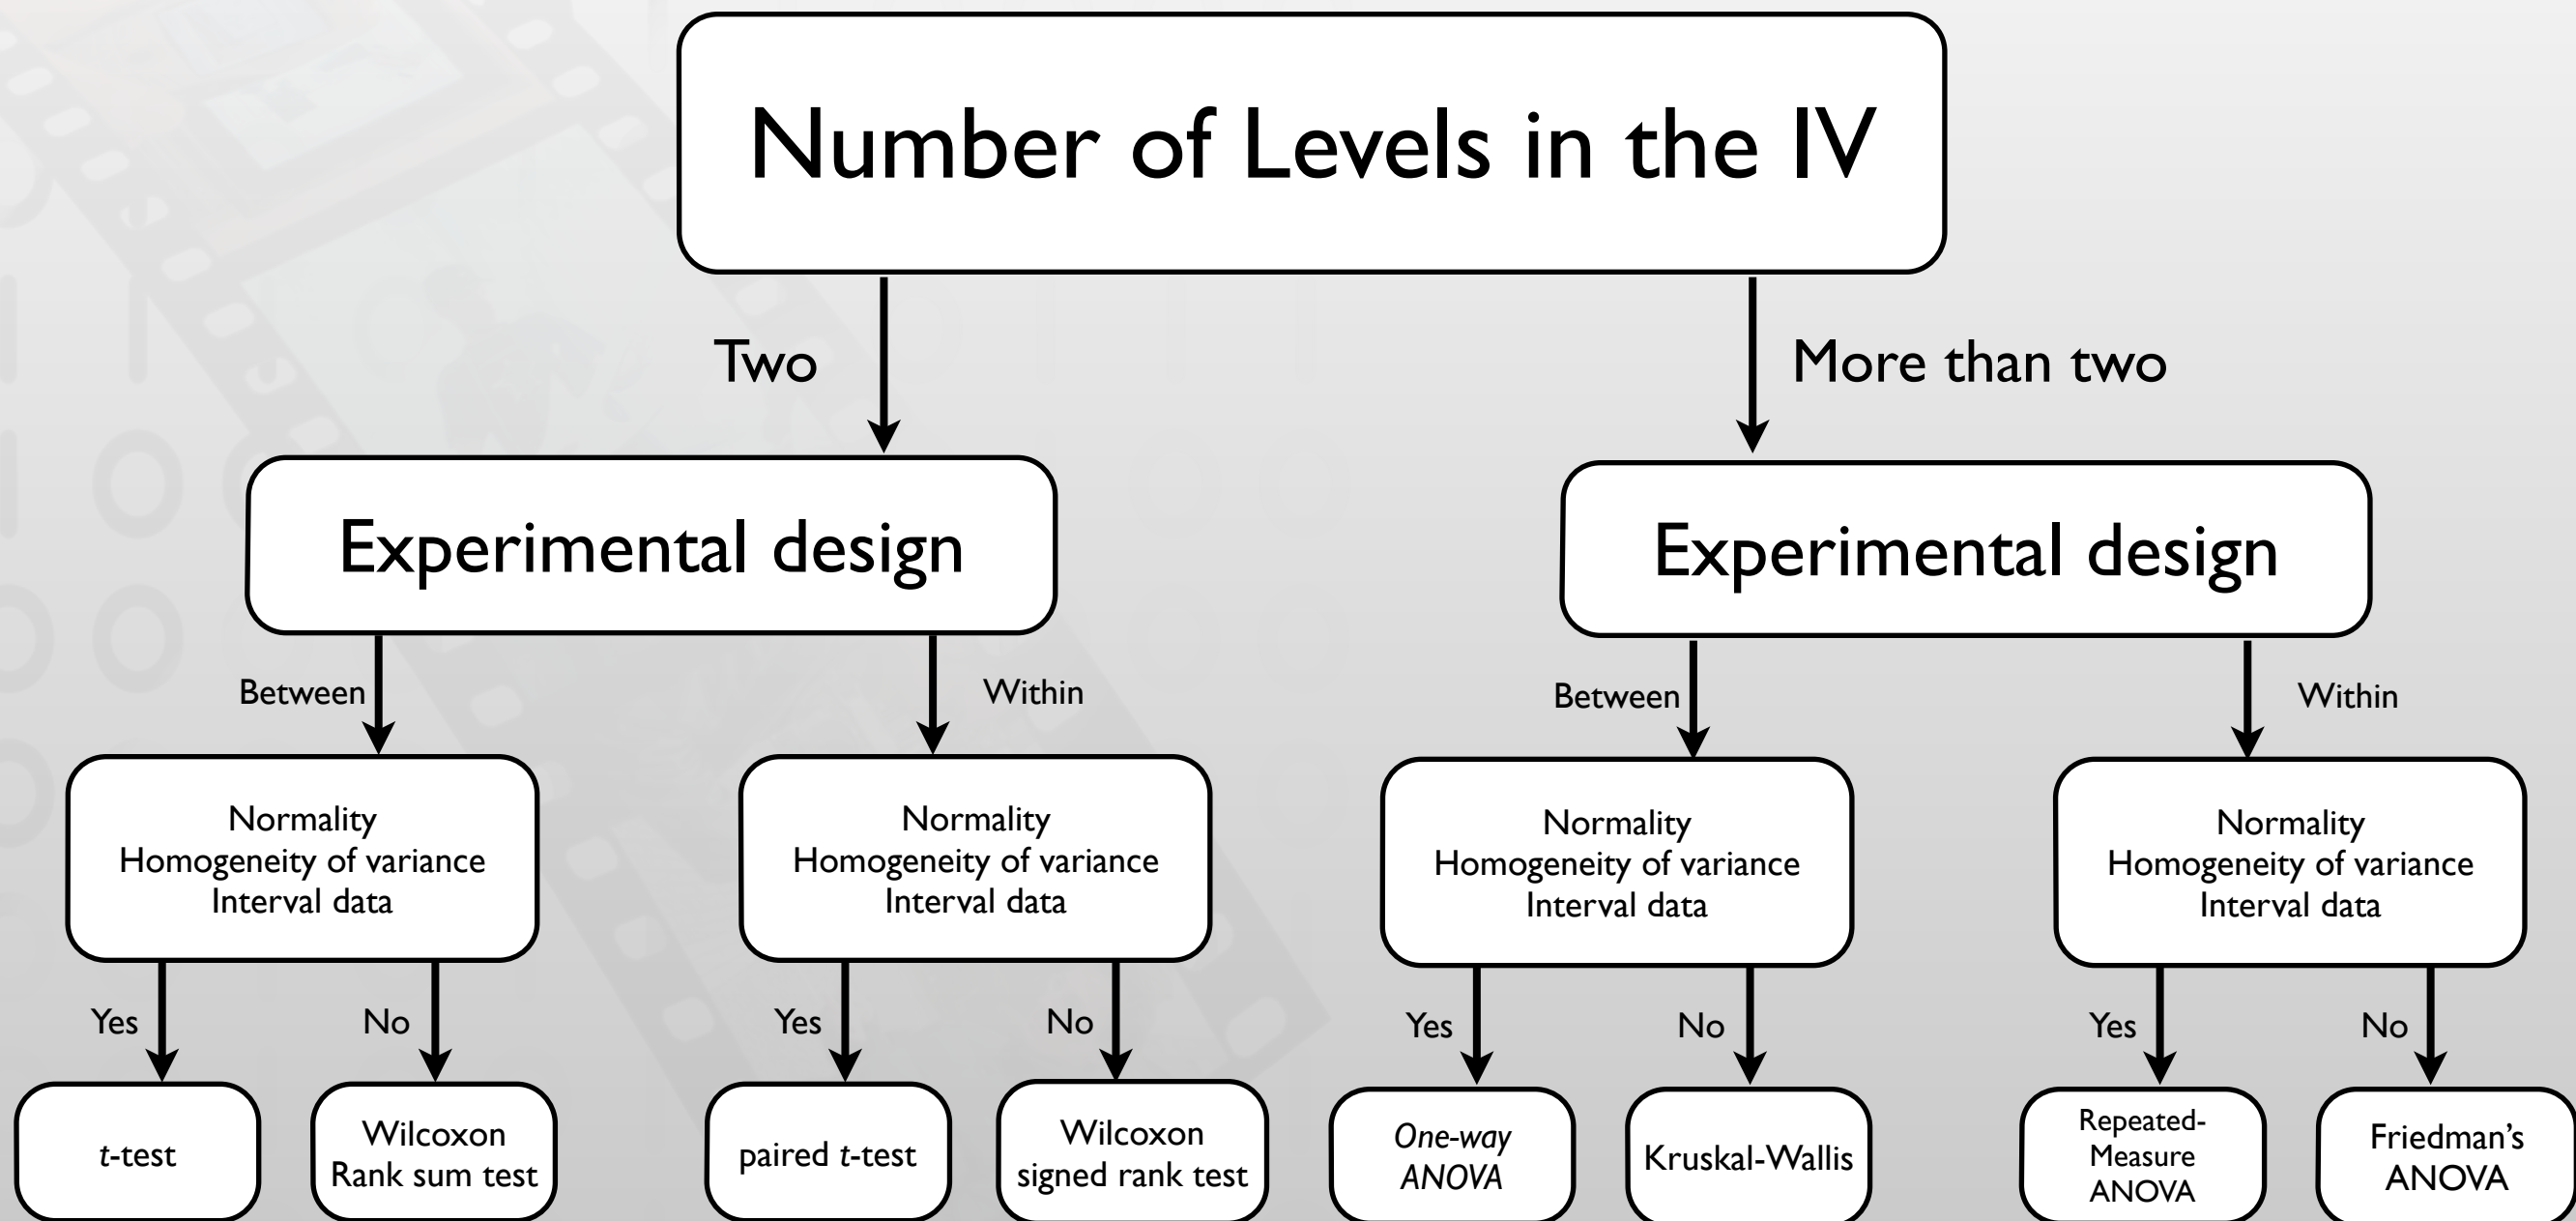 Number of Levels in the IV
Two
More than two
Experimental design
Experimental design
Between
Within
Between
Within
Normality
Homogeneity of variance
Interval data
Normality
Homogeneity of variance
Interval data
Normality
Homogeneity of variance
Interval data
Normality
Homogeneity of variance
Interval data
Yes
No
Yes
No
Yes
No
Yes
No
t-test
Wilcoxon
Rank sum test
paired t-test
Wilcoxon
signed rank test
One-way
ANOVA
Kruskal-Wallis
Repeated-
Measure
ANOVA
Friedman’s
ANOVA